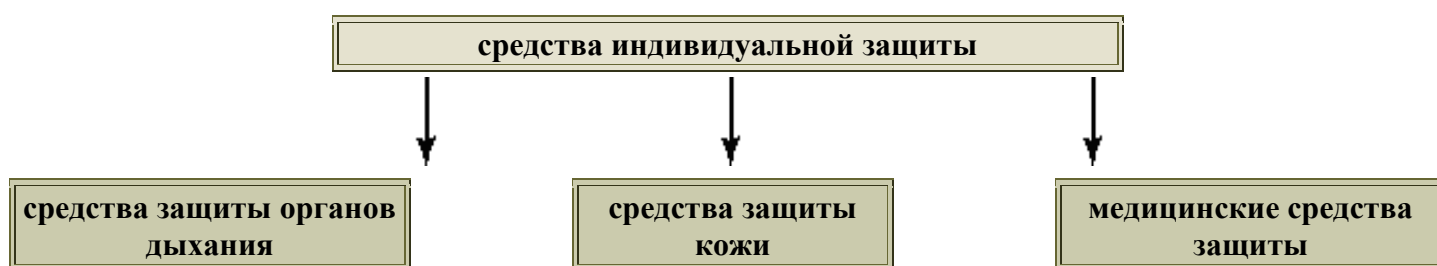 средства индивидуальной защиты
средства защиты органов
дыхания
средства защиты
кожи
медицинские средства
защиты